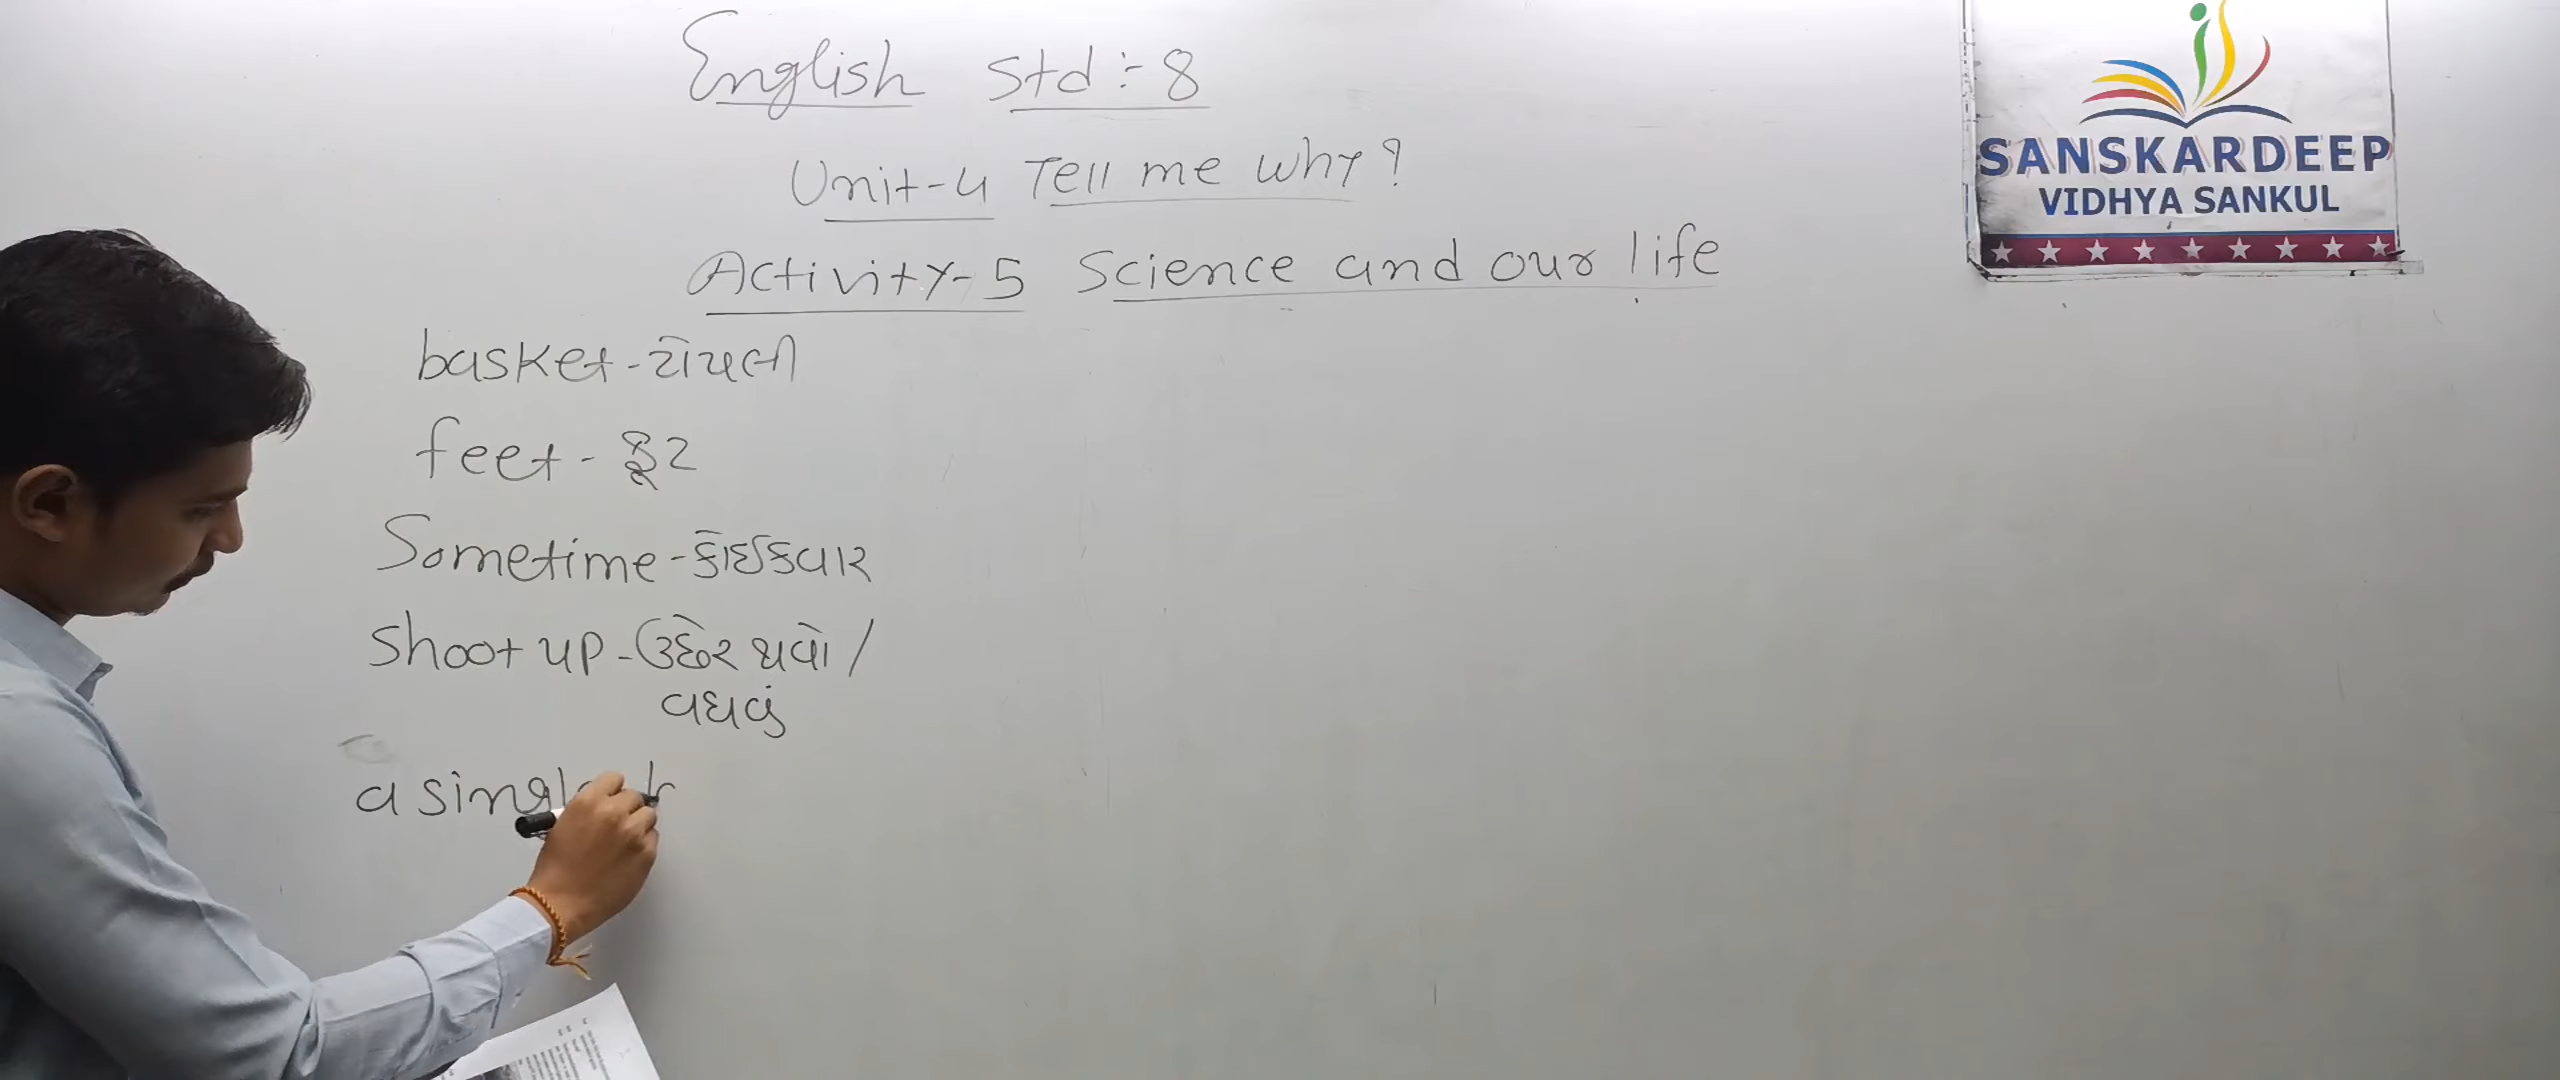 English Std :- 8
Unit-4 Tell me why?
Activity-5 Science and our life
basket - ટોપલી
feet - ફૂટ
Sometime - કોઈકવાર
Shoot up - ઉછેર થવો /
વધવું
a single
SANSKARDEEP
VIDHYA SANKUL